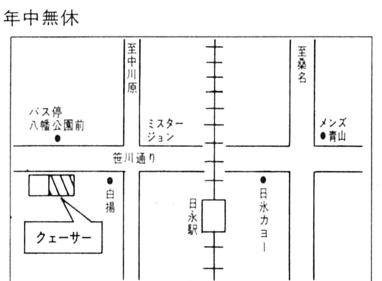 年中無休
至中川原
至桑名
バス停
八幡公園前
ミスター
ジョン
メンズ
青山
笹川通り
白揚
日永駅
日永カヨー
クェーサー